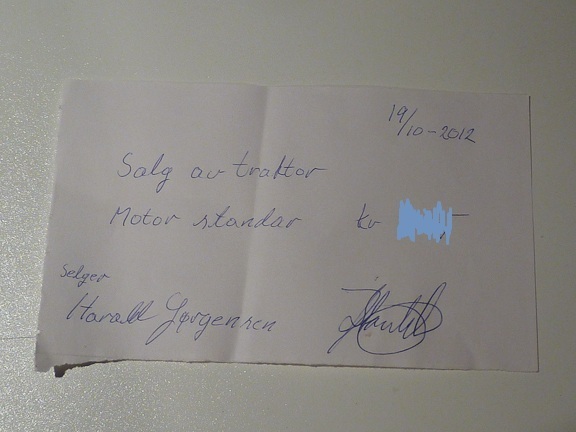 19/10-2012
Salg av traktor
Motor standar kr
Selger
Harald Jørgensen